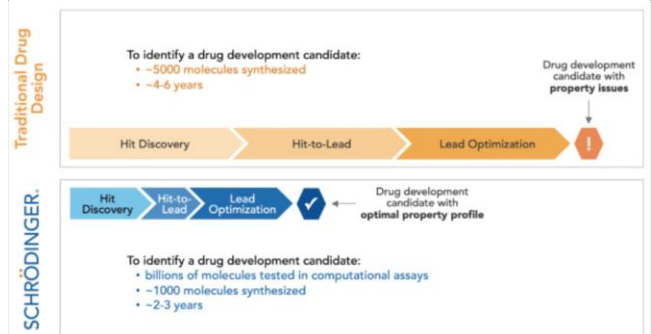 Traditional Drug
Design
To identify a drug development candidate:
• ~5000 molecules synthesized
• ~4-6 years
Drug development
candidate with
property issues
Hit Discovery
Hit-to-Lead
Lead Optimization
!
SCHRÖDINGER.
Hit
Discovery
Hit-to-
Lead
Lead
Optimization
Drug development
candidate with
optimal property profile
To identify a drug development candidate:
• billions of molecules tested in computational assays
• ~1000 molecules synthesized
• ~2-3 years